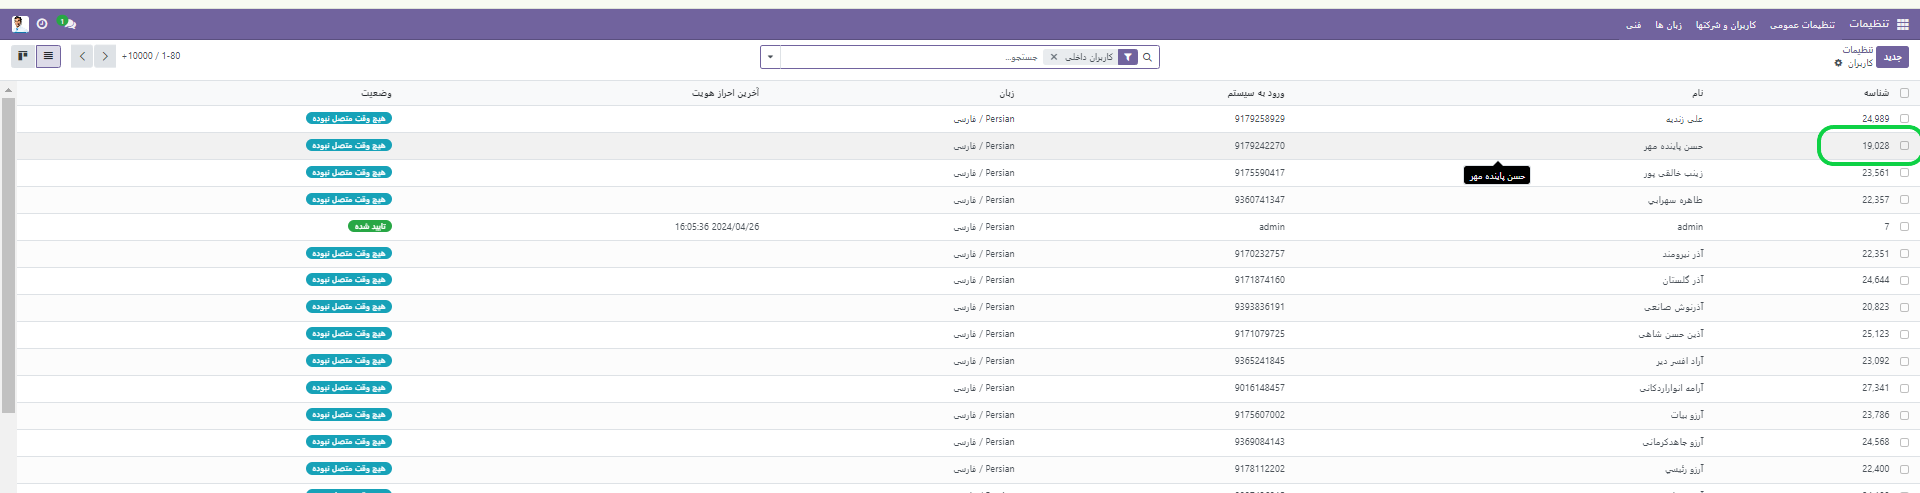 تنظیمات تنظیمات عمومی کاربران و شرکتها زبان ها فنی 1
جدید تنظیمات کاربران داخلی جستجو... 1-80 / 10000+
کاربران
شناسه نام ورود به سیستم زبان آخرین احراز هویت وضعیت
24,989 علی زندیه 9179258929 فارسی / Persian هیچ وقت متصل نبوده
19,028 حسن پاینده مهر 9179242270 فارسی / Persian هیچ وقت متصل نبوده
حسن پاینده مهر
23,561 زینب خالقی پور 9175590417 فارسی / Persian هیچ وقت متصل نبوده
22,357 طاهره سهرابي 9360741347 فارسی / Persian هیچ وقت متصل نبوده
7 admin admin فارسی / Persian 2024/04/26 16:05:36 تایید شده
22,351 آذر نیرومند 9170232757 فارسی / Persian هیچ وقت متصل نبوده
24,644 آذر گلستان 9171874160 فارسی / Persian هیچ وقت متصل نبوده
20,823 آذرنوش صانعی 9393836191 فارسی / Persian هیچ وقت متصل نبوده
25,123 آذین حسن شاهی 9171079725 فارسی / Persian هیچ وقت متصل نبوده
23,092 آراد افسر دیر 9365241845 فارسی / Persian هیچ وقت متصل نبوده
27,341 آرامه انواراردکانی 9016148457 فارسی / Persian هیچ وقت متصل نبوده
23,786 آرزو بیات 9175607002 فارسی / Persian هیچ وقت متصل نبوده
24,568 آرزو جاهدکرمانی 9369084143 فارسی / Persian هیچ وقت متصل نبوده
22,400 آرزو رئیسي 9178112202 فارسی / Persian هیچ وقت متصل نبوده